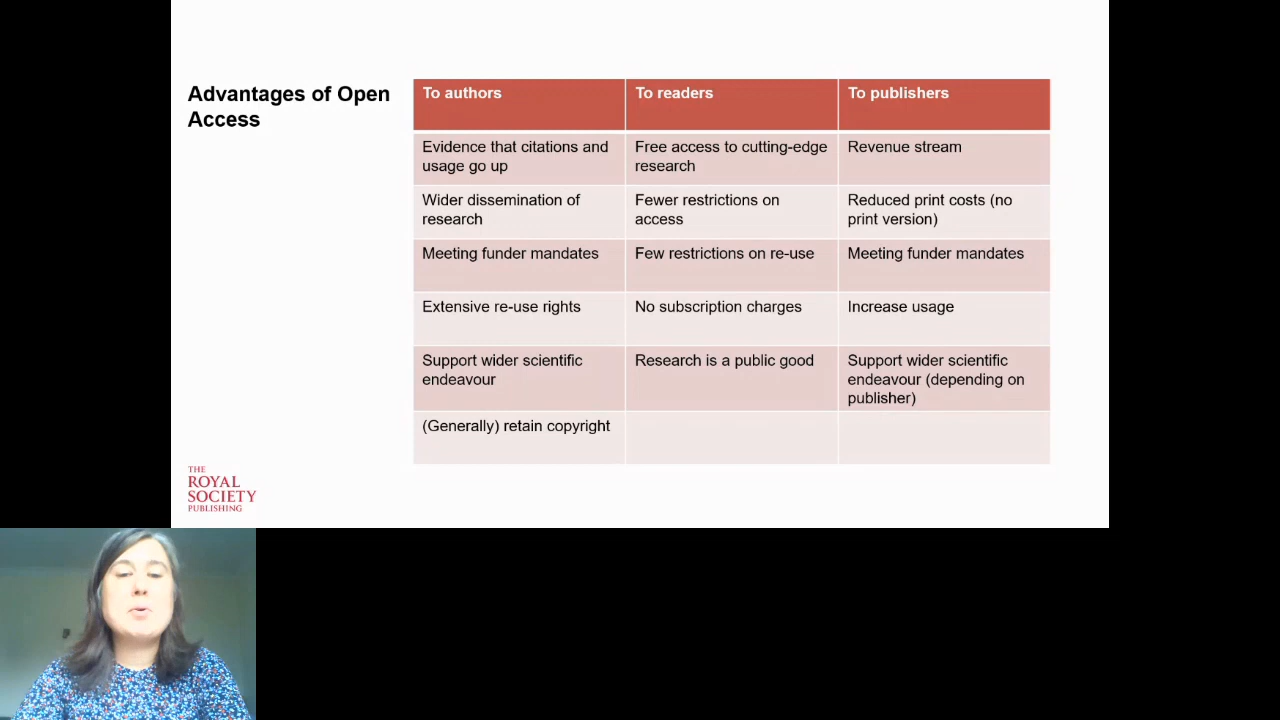 Advantages of Open
Access
To authors
To readers
To publishers
Evidence that citations and
usage go up
Free access to cutting-edge
research
Revenue stream
Wider dissemination of
research
Fewer restrictions on
access
Reduced print costs (no
print version)
Meeting funder mandates
Few restrictions on re-use
Meeting funder mandates
Extensive re-use rights
No subscription charges
Increase usage
Support wider scientific
endeavour
Research is a public good
Support wider scientific
endeavour (depending on
publisher)
(Generally) retain copyright
THE
ROYAL
SOCIETY
PUBLISHING